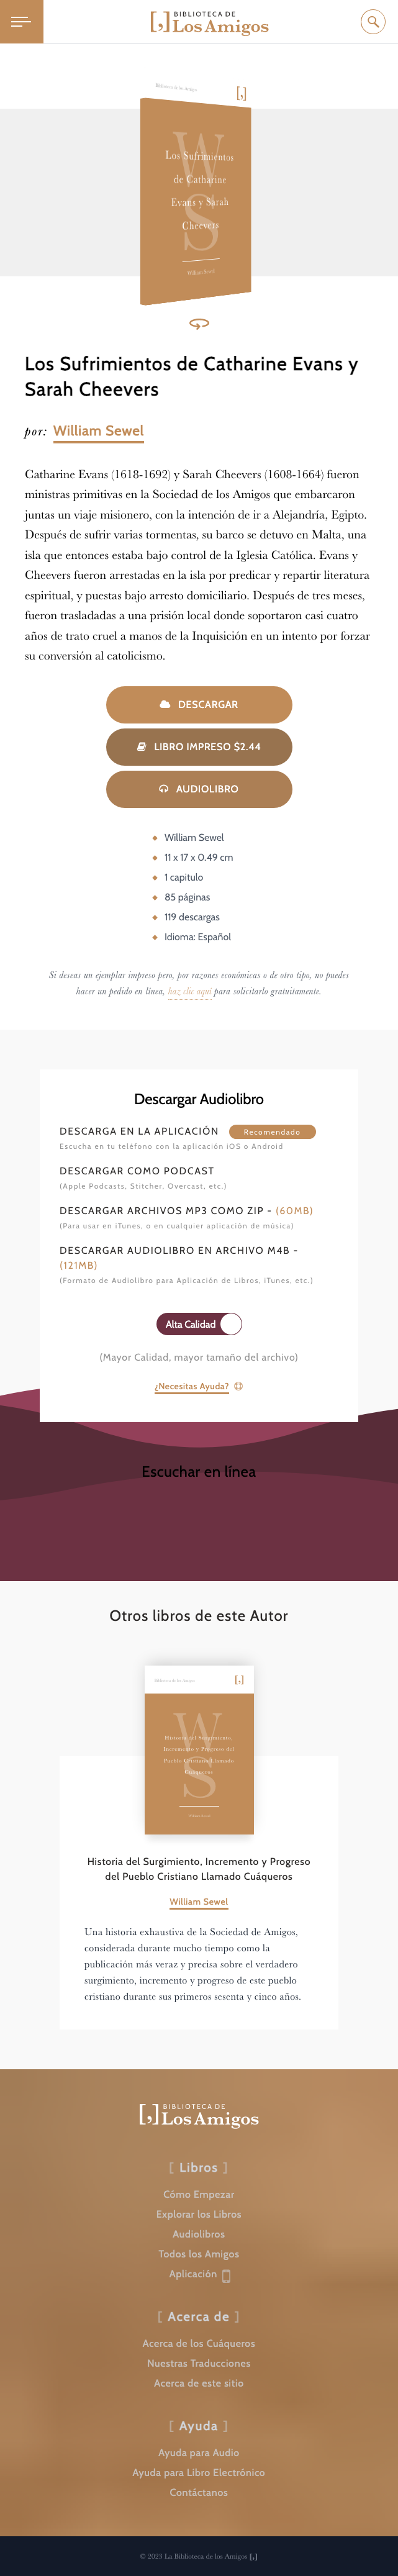 BIBLIOTECA DE
[,] Los Amigos
Biblioteca de los Amigos [,]
WS
Los Sufrimientos
de Catharine
Evans y Sarah
Cheevers
William Sewel
Los Sufrimientos de Catharine Evans y
Sarah Cheevers
por: William Sewel
Catharine Evans (1618-1692) y Sarah Cheevers (1608-1664) fueron
ministras primitivas en la Sociedad de los Amigos que embarcaron
juntas un viaje misionero, con la intención de ir a Alejandría, Egipto.
Después de sufrir varias tormentas, su barco se detuvo en Malta, una
isla que entonces estaba bajo control de la Iglesia Católica. Evans y
Cheevers fueron arrestadas en la isla por predicar y repartir literatura
espiritual, y puestas bajo arresto domiciliario. Después de tres meses,
fueron trasladadas a una prisión local donde soportaron casi cuatro
años de trato cruel a manos de la Inquisición en un intento por forzar
su conversión al catolicismo.
DESCARGAR
LIBRO IMPRESO $2.44
AUDIOLIBRO
William Sewel
11 x 17 x 0.49 cm
1 capitulo
85 páginas
119 descargas
Idioma: Español
Si deseas un ejemplar impreso pero, por razones económicas o de otro tipo, no puedes
hacer un pedido en línea, haz clic aquí para solicitarlo gratuitamente.
Descargar Audiolibro
DESCARGA EN LA APLICACIÓN Recomendado
Escucha en tu teléfono con la aplicación iOS o Android
DESCARGAR COMO PODCAST
(Apple Podcasts, Stitcher, Overcast, etc.)
DESCARGAR ARCHIVOS MP3 COMO ZIP - (60MB)
(Para usar en iTunes, o en cualquier aplicación de música)
DESCARGAR AUDIOLIBRO EN ARCHIVO M4B -
(121MB)
(Formato de Audiolibro para Aplicación de Libros, iTunes, etc.)
Alta Calidad
(Mayor Calidad, mayor tamaño del archivo)
¿Necesitas Ayuda?
Escuchar en línea
Otros libros de este Autor
Biblioteca de los Amigos [,]
WS
Historia del Surgimiento,
Incremento y Progreso del
Pueblo Cristiano Llamado
Cuáqueros
William Sewel
Historia del Surgimiento, Incremento y Progreso
del Pueblo Cristiano Llamado Cuáqueros
William Sewel
Una historia exhaustiva de la Sociedad de Amigos,
considerada durante mucho tiempo como la
publicación más veraz y precisa sobre el verdadero
surgimiento, incremento y progreso de este pueblo
cristiano durante sus primeros sesenta y cinco años.
BIBLIOTECA DE
[,] Los Amigos
[ Libros ]
Cómo Empezar
Explorar los Libros
Audiolibros
Todos los Amigos
Aplicación
[ Acerca de ]
Acerca de los Cuáqueros
Nuestras Traducciones
Acerca de este sitio
[ Ayuda ]
Ayuda para Audio
Ayuda para Libro Electrónico
Contáctanos
© 2023 La Biblioteca de los Amigos [,]